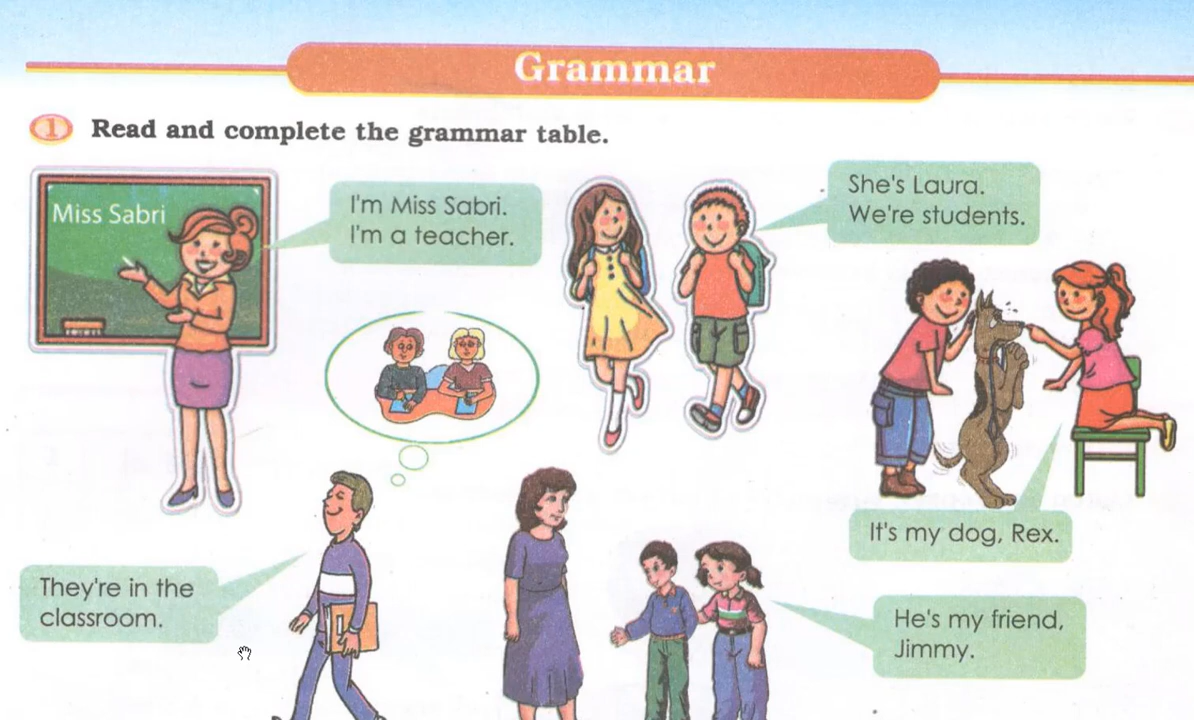 Grammar
1 Read and complete the grammar table.
Miss Sabri
I'm Miss Sabri.
I'm a teacher.
She's Laura.
We're students.
It's my dog, Rex.
They're in the
classroom.
He's my friend,
Jimmy.